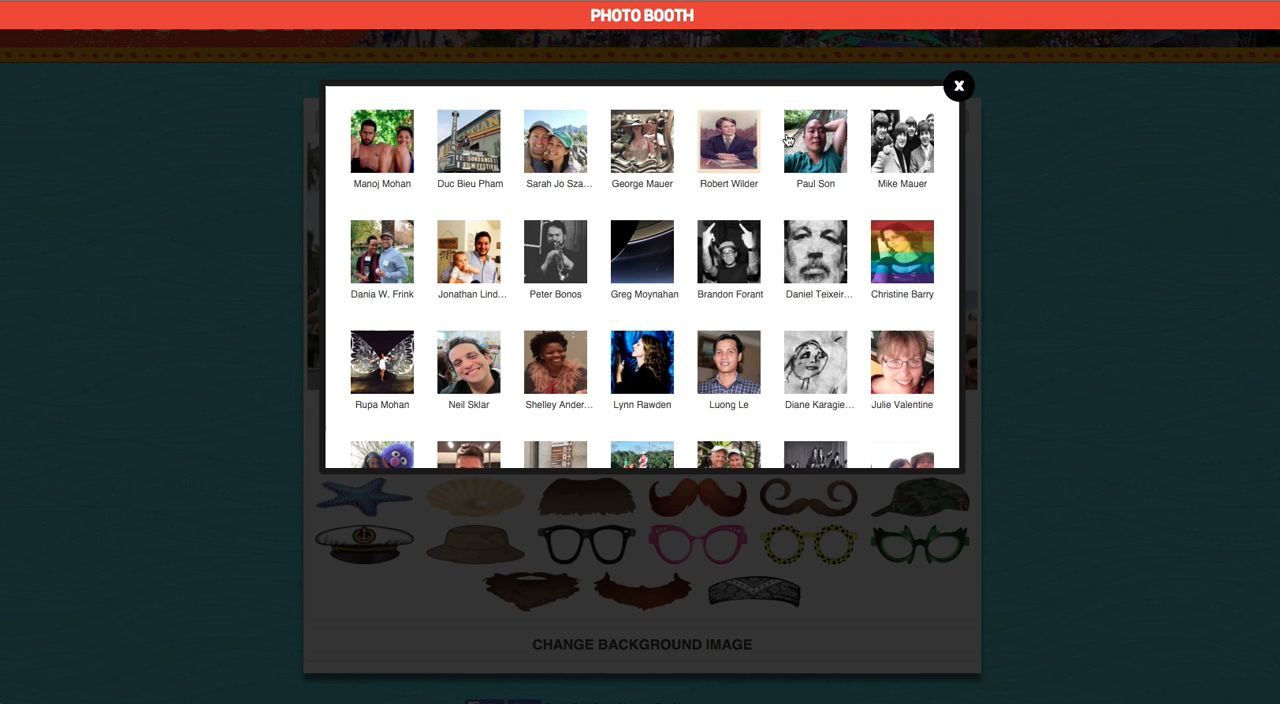 PHOTO BOOTH
X
Manoj Mohan
Duc Bieu Pham
Sarah Jo Sza...
George Mauer
Robert Wilder
Paul Son
Mike Mauer
Dania W. Frink
Jonathan Lind...
Peter Bonos
Greg Moynahan
Brandon Forant
Daniel Teixeir...
Christine Barry
Rupa Mohan
Neil Sklar
Shelley Ander...
Lynn Rawden
Luong Le
Diane Karagie...
Julie Valentine
CHANGE BACKGROUND IMAGE